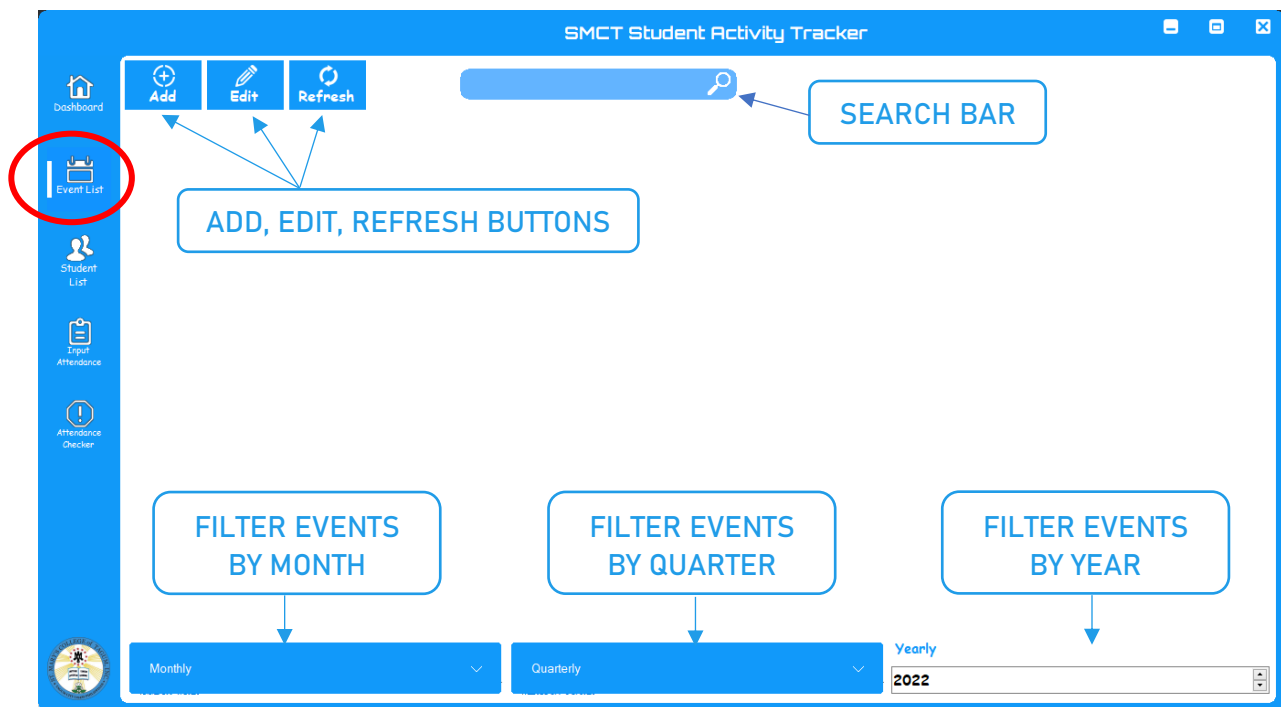 SMCT Student Activity Tracker
Dashboard
Add
Edit
Refresh
SEARCH BAR
Event List
ADD, EDIT, REFRESH BUTTONS
Student
List
Input
Attendance
Attendance
Checker
FILTER EVENTS
BY MONTH
FILTER EVENTS
BY QUARTER
FILTER EVENTS
BY YEAR
Monthly
Quarterly
Yearly
2022